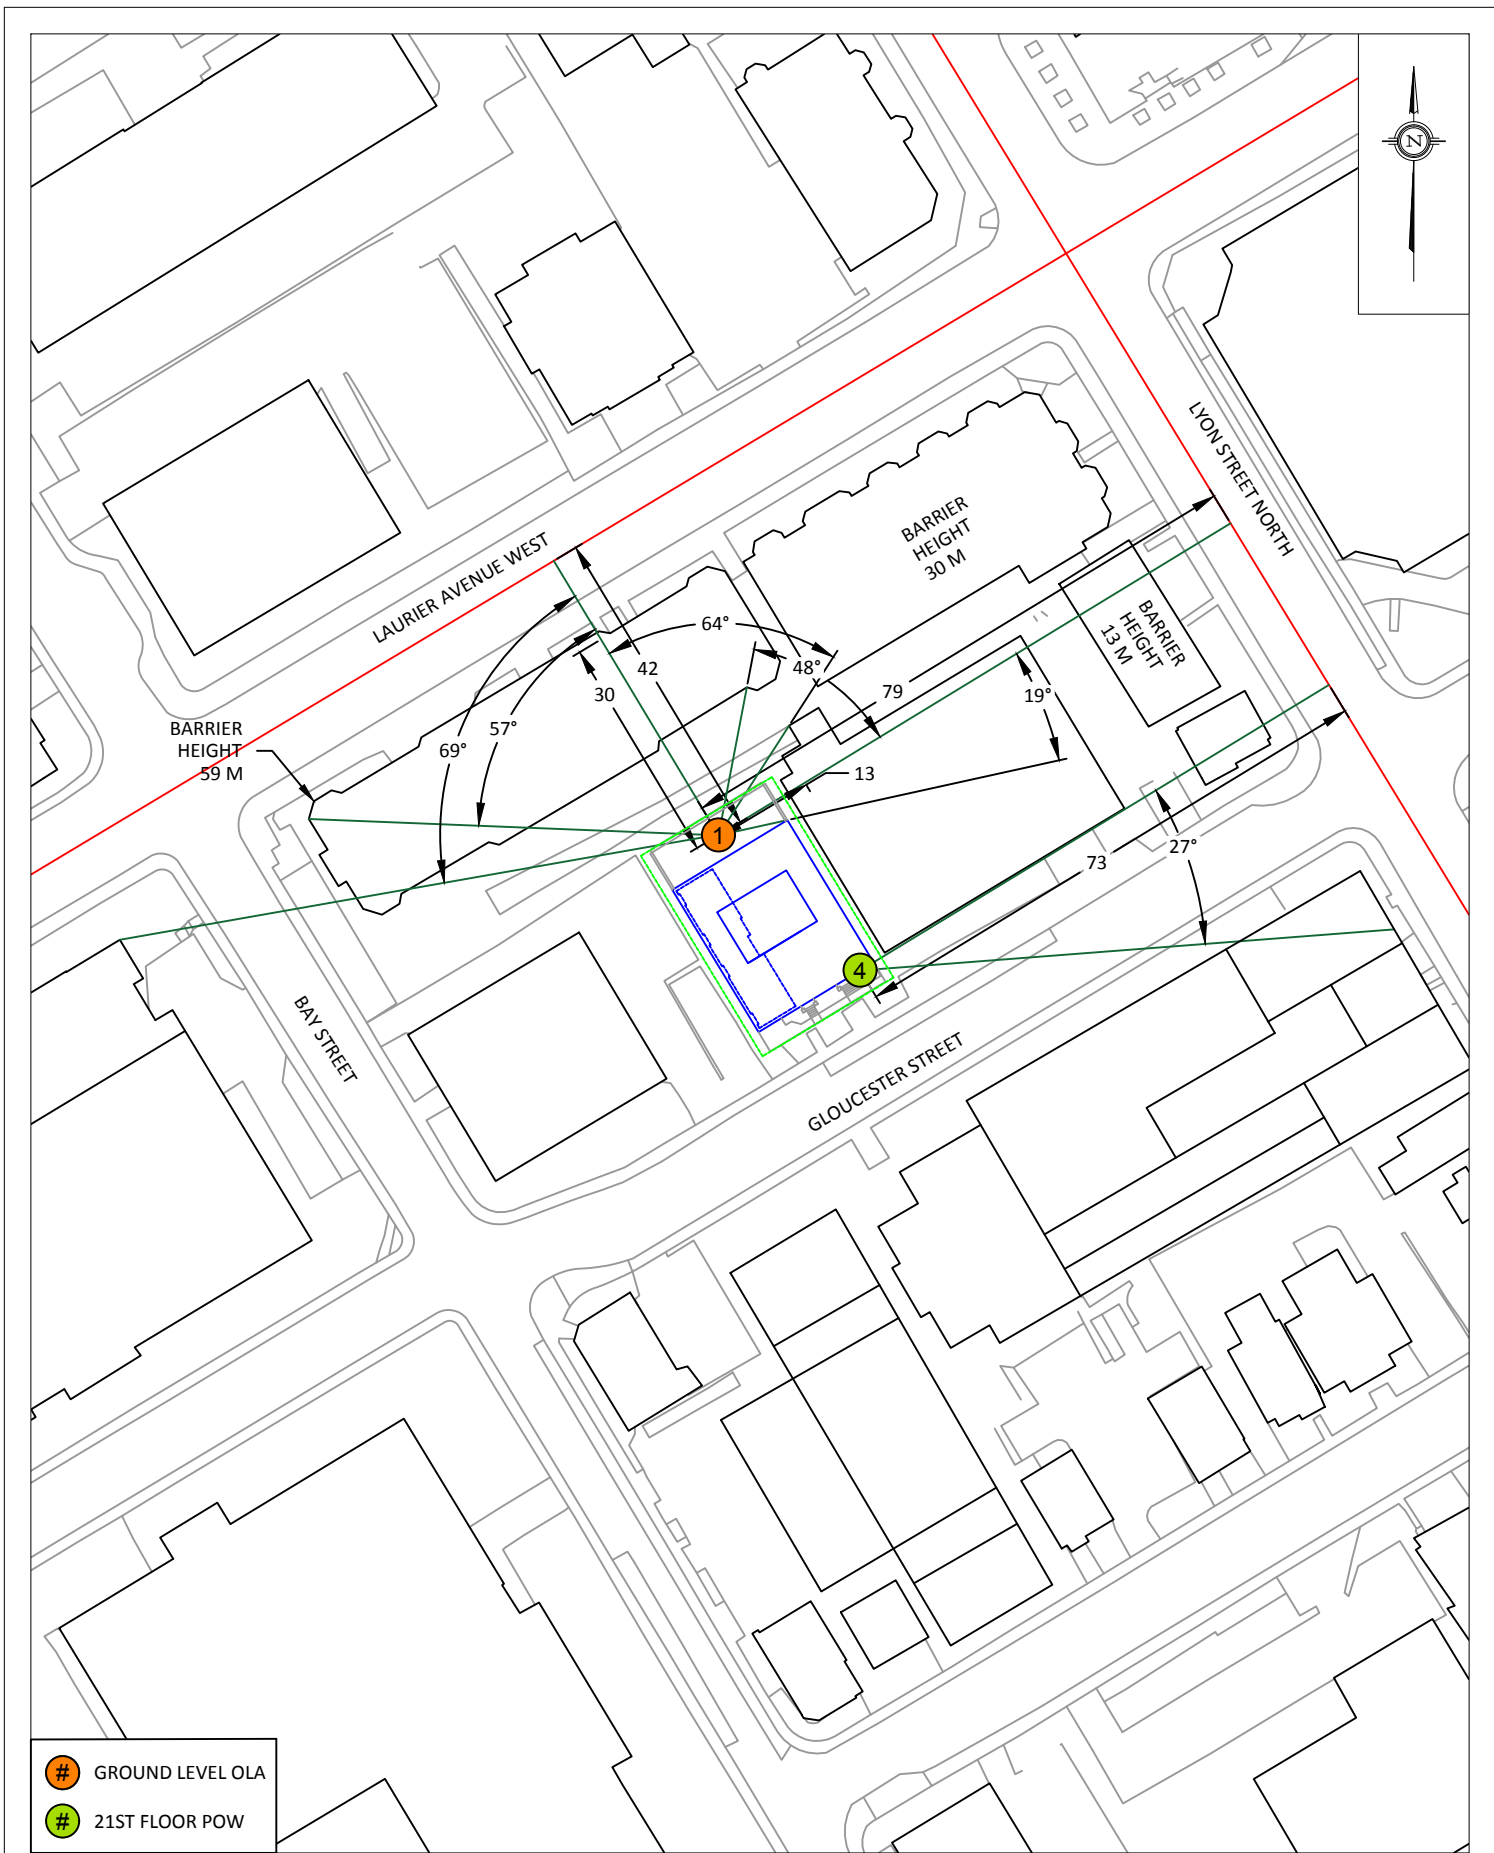 N
LYON STREET NORTH
LAURIER AVENUE WEST
BARRIER
HEIGHT
30 M
BARRIER
HEIGHT
13 M
64°
42
48°
30
79
19°
57°
69°
BARRIER
HEIGHT
59 M
13
1
27°
73
4
BAY STREET
GLOUCESTER STREET
# GROUND LEVEL OLA
# 21ST FLOOR POW